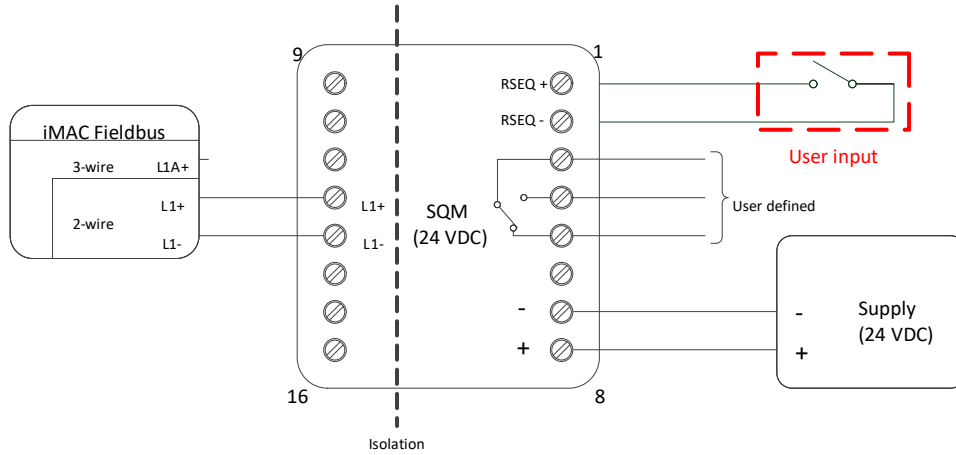 9
1
RSEQ +
RSEQ -
User input
iMAC Fieldbus
3-wire
L1A+
L1+
2-wire
L1-
L1+
L1-
SQM
(24 VDC)
User defined
-
+
-
+
Supply
(24 VDC)
16
8
Isolation